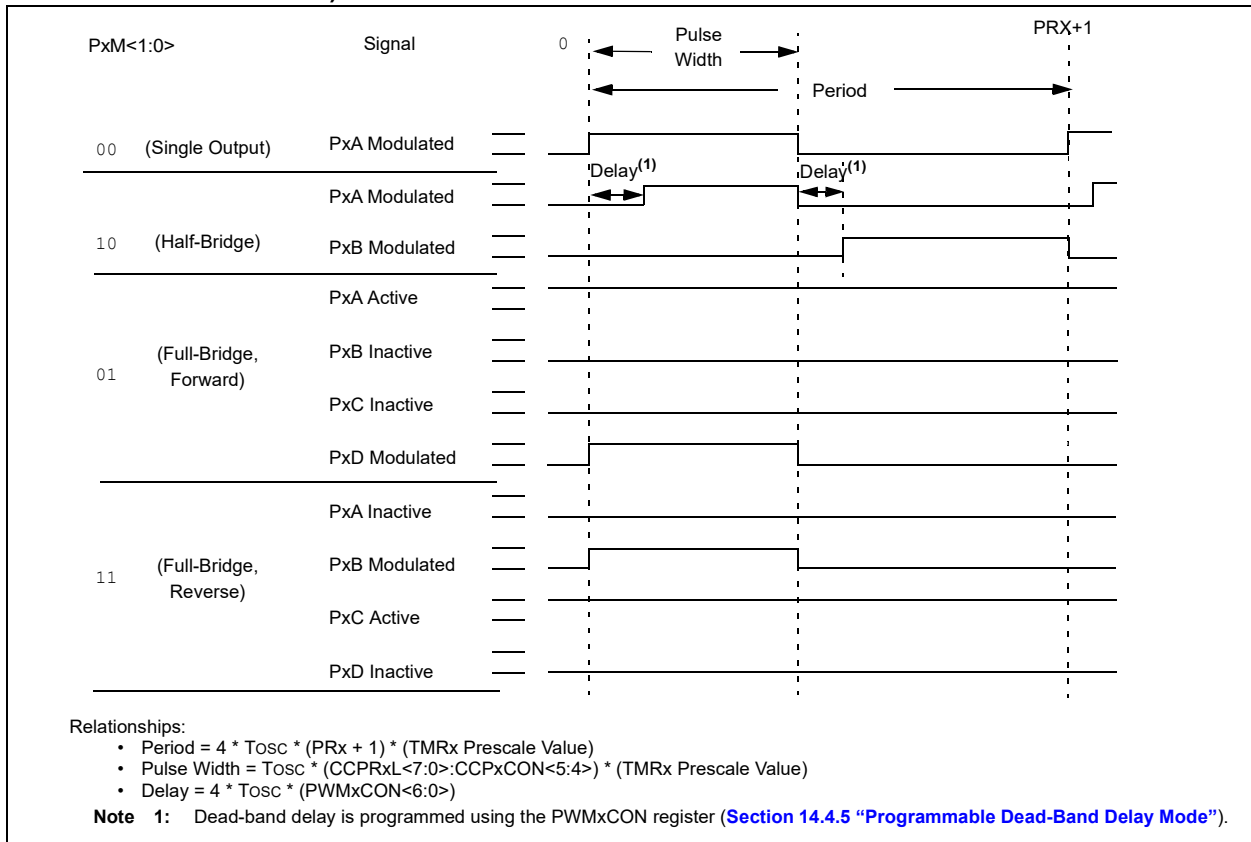 PxM<1:0> Signal 0 Pulse Width PRX+1
Period
00 (Single Output) PxA Modulated
Delay(1) Delay(1)
PxA Modulated
10 (Half-Bridge) PxB Modulated
PxA Active
01 (Full-Bridge, Forward) PxB Inactive
PxC Inactive
PxD Modulated
PxA Inactive
11 (Full-Bridge, Reverse) PxB Modulated
PxC Active
PxD Inactive
Relationships:
• Period = 4 * TOSC * (PRx + 1) * (TMRx Prescale Value)
• Pulse Width = TOSC * (CCPRxL<7:0>:CCPxCON<5:4>) * (TMRx Prescale Value)
• Delay = 4 * TOSC * (PWMxCON<6:0>)
Note 1: Dead-band delay is programmed using the PWMxCON register (Section 14.4.5 “Programmable Dead-Band Delay Mode”).